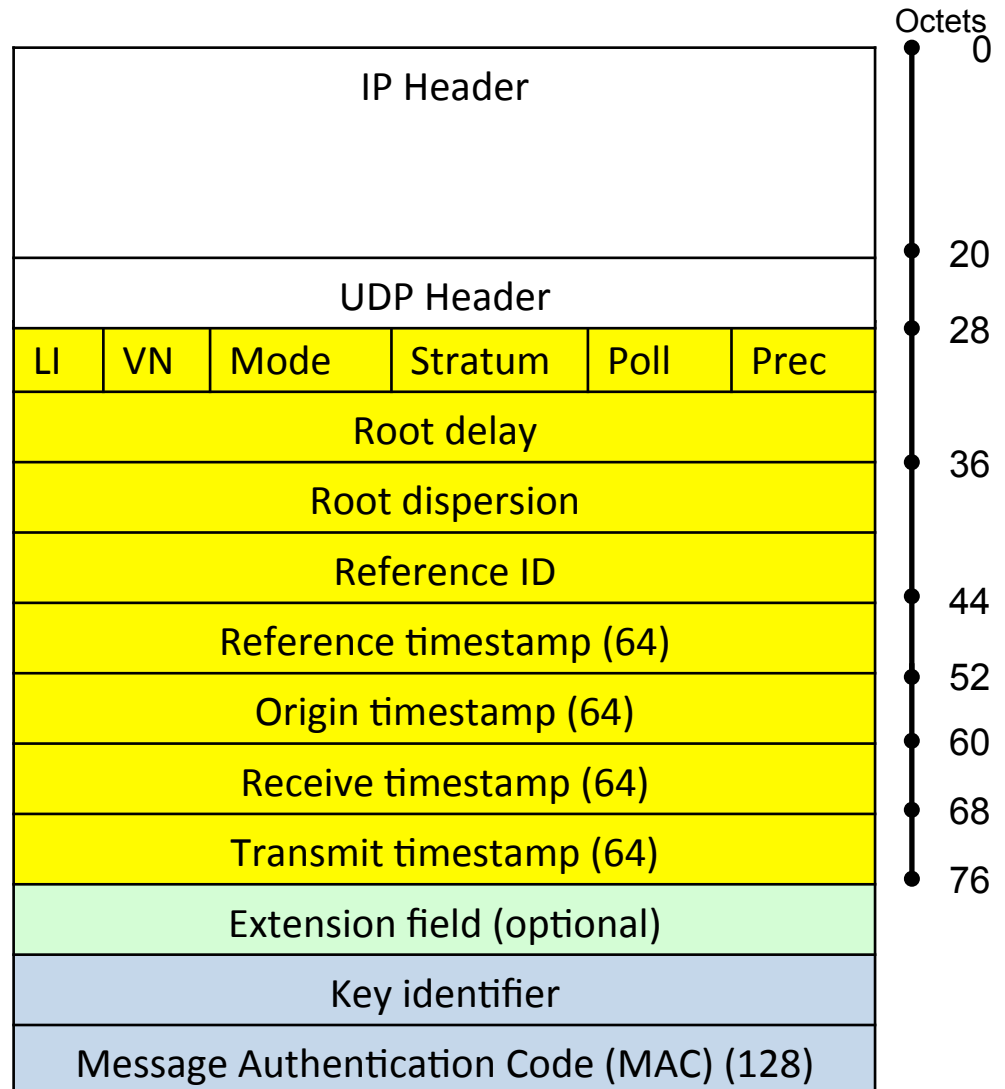 Octets
0
IP Header
20
UDP Header
28
LI VN Mode Stratum Poll Prec
Root delay
36
Root dispersion
Reference ID
44
Reference timestamp (64)
52
Origin timestamp (64)
60
Receive timestamp (64)
68
Transmit timestamp (64)
76
Extension field (optional)
Key identifier
Message Authentication Code (MAC) (128)